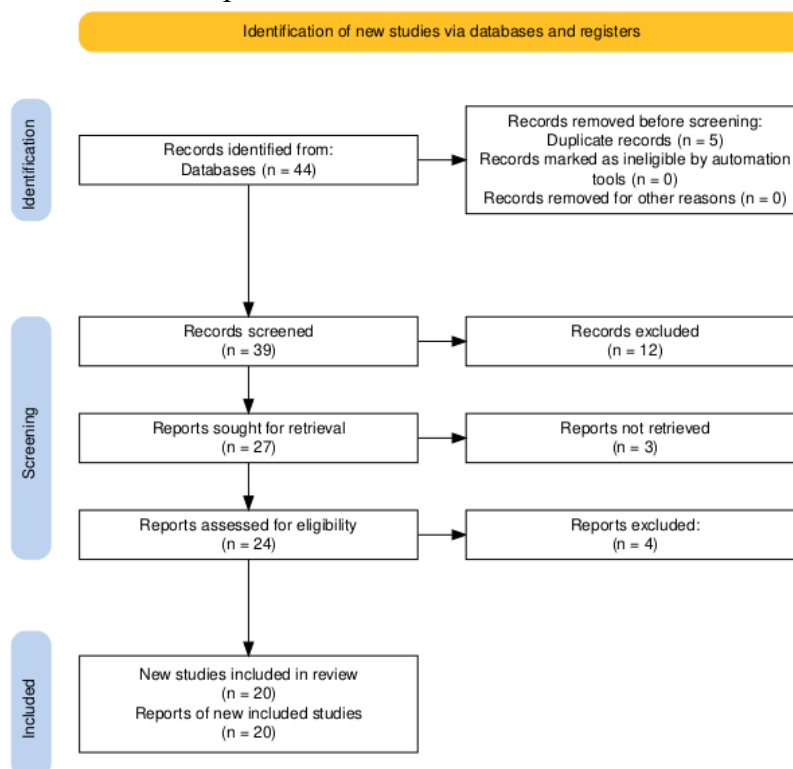 Identification of new studies via databases and registers
Identification
Records identified from:
Databases (n = 44)
Records removed before screening:
Duplicate records (n = 5)
Records marked as ineligible by automation
tools (n = 0)
Records removed for other reasons (n = 0)
Screening
Records screened
(n = 39)
Records excluded
(n = 12)
Reports sought for retrieval
(n = 27)
Reports not retrieved
(n = 3)
Reports assessed for eligibility
(n = 24)
Reports excluded:
(n = 4)
Included
New studies included in review
(n = 20)
Reports of new included studies
(n = 20)